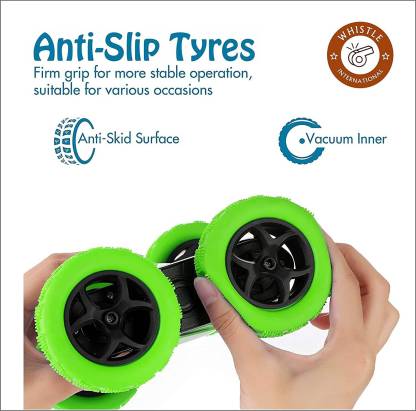 Anti-Slip Tyres
Firm grip for more stable operation,
suitable for various occasions
WHISTLE
INTERNATIONAL
Anti-Skid Surface
Vacuum Inner